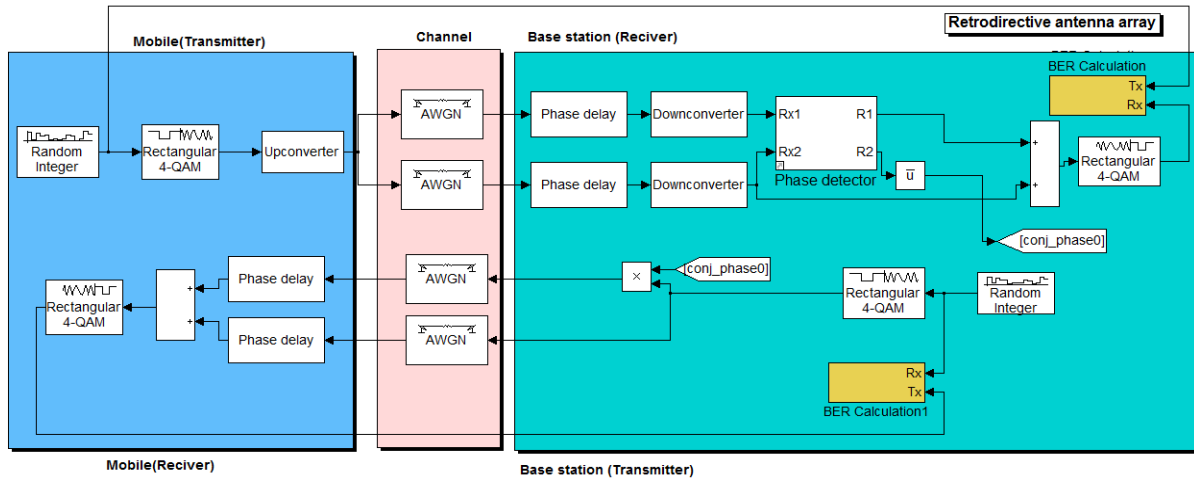 Retrodirective antenna array
Mobile(Transmitter)
Channel
Base station (Reciver)
BER Calculation
BER Calculation
Tx
Rx
Random
Integer
Rectangular
4-QAM
Upconverter
AWGN
Phase delay
Downconverter
Rx1
R1
Rx2
R2
Phase detector
+
+
Rectangular
4-QAM
AWGN
Phase delay
Downconverter
u
[conj_phase0]
Rectangular
4-QAM
+
+
Phase delay
AWGN
×
[conj_phase0]
Rectangular
4-QAM
Random
Integer
Phase delay
AWGN
Rx
Tx
BER Calculation1
Mobile(Reciver)
Base station (Transmitter)